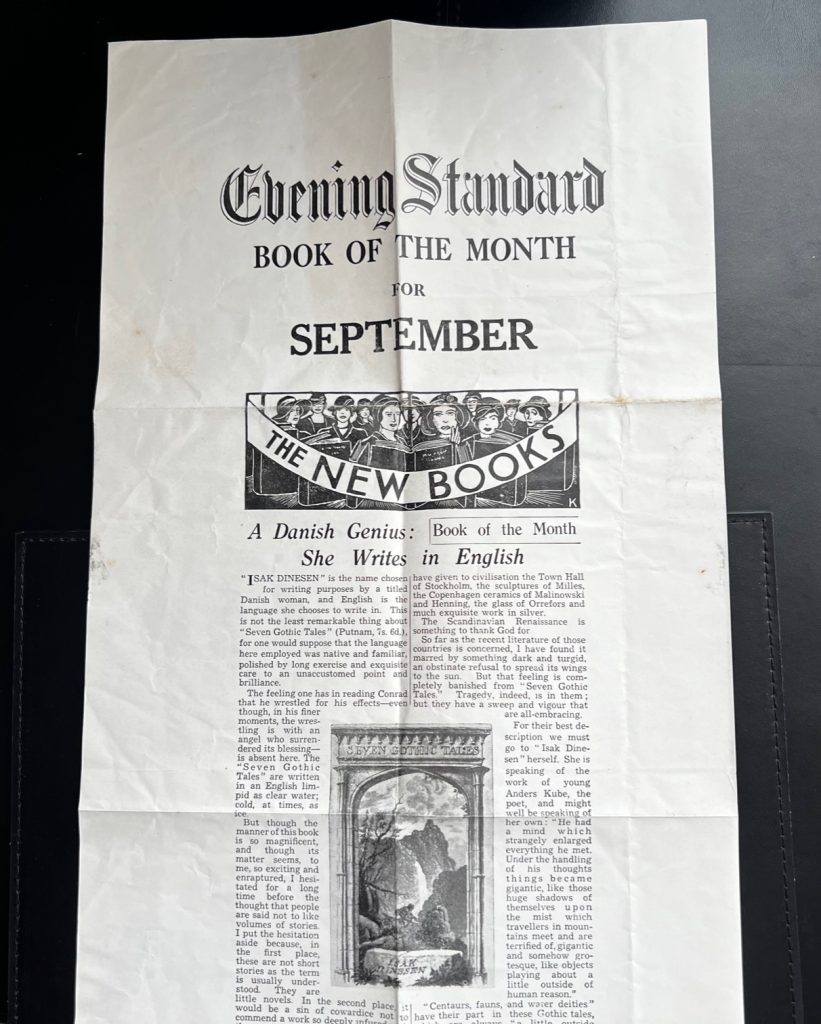 Evening Standard
BOOK OF THE MONTH
FOR
SEPTEMBER
THE NEW BOOKS
K
A Danish Genius:
She Writes in English
Book of the Month
"ISAK DINESEN" is the name chosen
for writing purposes by a titled
Danish woman, and English is the
language she chooses to write in. This
is not the least remarkable thing about
"Seven Gothic Tales" (Putnam, 7s. 6d.),
for one would suppose that the language
here employed was native and familiar,
polished by long exercise and exquisite
care to an unaccustomed point and
brilliance.
The feeling one has in reading Conrad
that he wrestled for his effects—even
though, in his finer
moments, the wres-
tling is with an
angel who surren-
dered its blessing—
is absent here. The
"Seven Gothic
Tales" are written
in an English lim-
pid as clear water;
cold, at times, as
ice.
But though the
manner of this book
is so magnificent,
and though its
matter seems, to
me, so exciting and
enraptured, I hesi-
tated for a long
time before the
thought that people
are said not to like
volumes of stories.
I put the hesitation
aside because, in
the first place,
these are not short
stories as the term
is usually under-
stood. They are
little novels. In the second place, it
would be a sin of cowardice not to
commend a work so deeply
have given to civilisation the Town Hall
of Stockholm, the sculptures of Milles,
the Copenhagen ceramics of Malinowski
and Henning, the glass of Orrefors and
much exquisite work in silver.
The Scandinavian Renaissance is
something to thank God for.
So far as the recent literature of those
countries is concerned, I have found it
marred by something dark and turgid,
an obstinate refusal to spread its wings
to the sun. But that feeling is com-
pletely banished from "Seven Gothic
Tales." Tragedy, indeed, is in them;
but they have a sweep and vigour that
are all-embracing.
For their best de-
scription we must
go to "Isak Dine-
sen" herself. She is
speaking of the
work of young
Anders Kube, the
poet, and might
well be speaking of
her own: "He had
a mind which
strangely enlarged
everything he met.
Under the handling
of his thoughts
things became
gigantic, like those
huge shadows of
themselves upon
the mist which
travellers in moun-
tains meet and are
terrified of, gigantic
and somehow gro-
tesque, like objects
playing about a
little outside of
human reason."
"Centaurs, fauns, and water deities"
have their part in these Gothic tales,
SEVEN GOTHIC TALES
ISAK
DINESEN